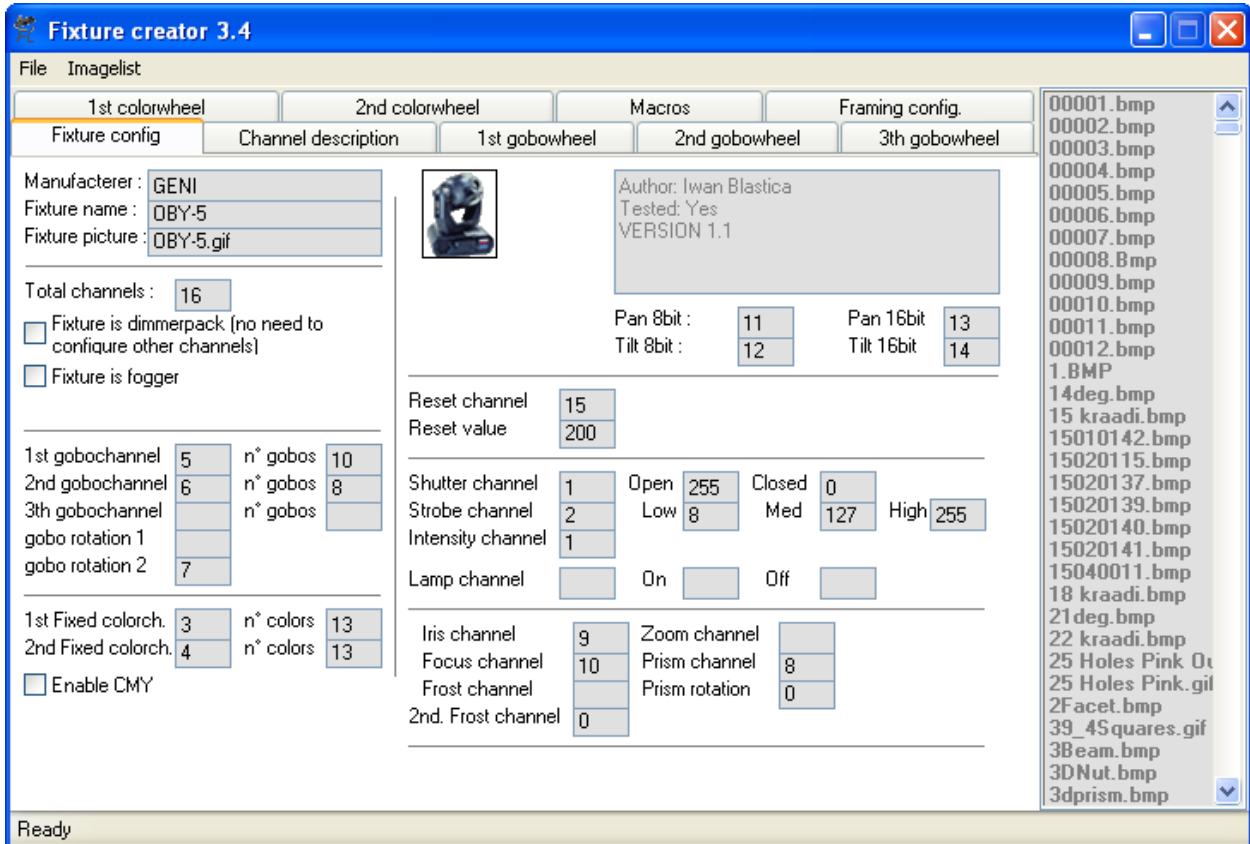 Fixture creator 3.4
File Imagelist
1st colorwheel 2nd colorwheel Macros Framing config.
Fixture config Channel description 1st gobowheel 2nd gobowheel 3th gobowheel
Manufacterer : GENI
Fixture name : OBY-5
Fixture picture : OBY-5.gif
Total channels : 16
Fixture is dimmerpack (no need to
configure other channels)
Fixture is fogger
1st gobochannel 5 n° gobos 10
2nd gobochannel 6 n° gobos 8
3th gobochannel n° gobos
gobo rotation 1
gobo rotation 2 7
1st Fixed colorch. 3 n° colors 13
2nd Fixed colorch. 4 n° colors 13
Enable CMY
Author: Iwan Blastica
Tested: Yes
VERSION 1.1
Pan 8bit : 11 Pan 16bit 13
Tilt 8bit : 12 Tilt 16bit 14
Reset channel 15
Reset value 200
Shutter channel 1 Open 255 Closed 0
Strobe channel 2 Low 8 Med 127 High 255
Intensity channel 1
Lamp channel On Off
Iris channel 9 Zoom channel
Focus channel 10 Prism channel 8
Frost channel Prism rotation 0
2nd. Frost channel 0
00001.bmp
00002.bmp
00003.bmp
00004.bmp
00005.bmp
00006.bmp
00007.bmp
00008.Bmp
00009.bmp
00010.bmp
00011.bmp
00012.bmp
1.BMP
14deg.bmp
15 kraadi.bmp
15010142.bmp
15020115.bmp
15020137.bmp
15020139.bmp
15020140.bmp
15020141.bmp
15040011.bmp
18 kraadi.bmp
21deg.bmp
22 kraadi.bmp
25 Holes Pink Ou
25 Holes Pink.gif
2Facet.bmp
39_4Squares.gif
3Beam.bmp
3DNut.bmp
3dprism.bmp
Ready